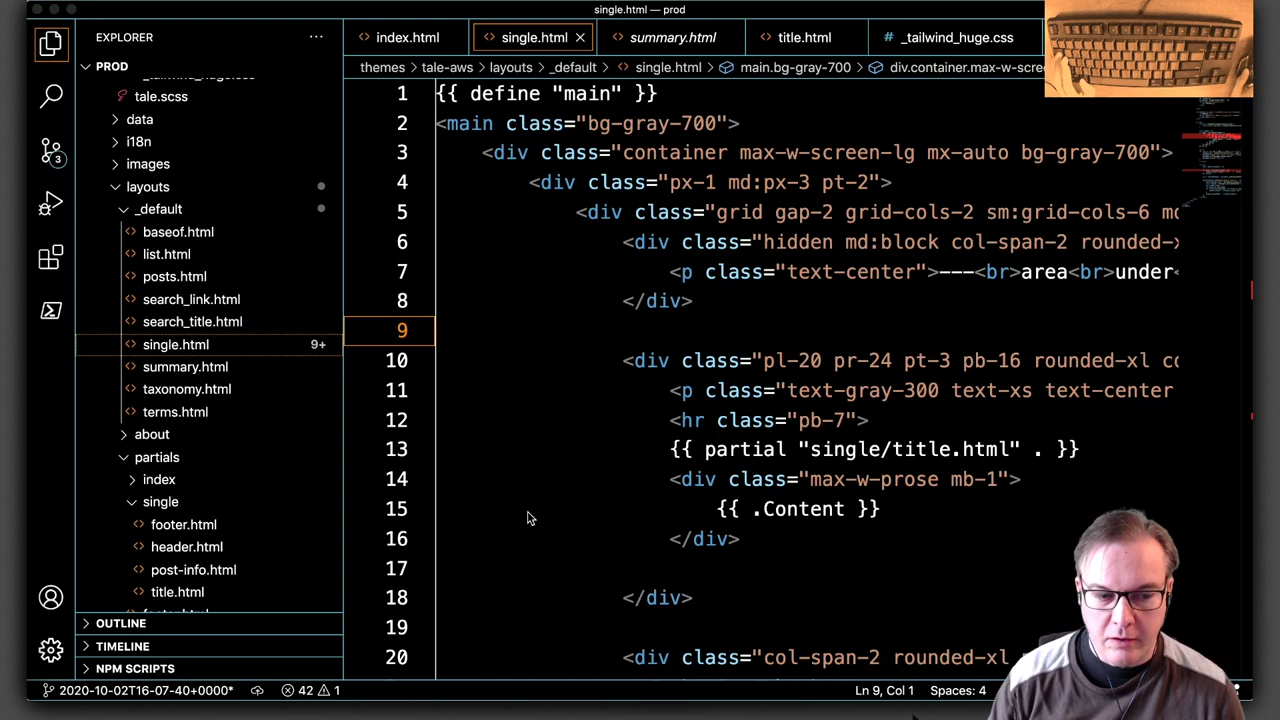 single.html — prod
EXPLORER
index.html
single.html
summary.html
title.html
# _tailwind_huge.css
PROD
themes > tale-aws > layouts > _default > single.html > main.bg-gray-700 > div.container.max-w-scre
tale.scss
data
i18n
images
layouts
_default
baseof.html
list.html
posts.html
search_link.html
search_title.html
single.html 9+
summary.html
taxonomy.html
terms.html
about
partials
index
single
footer.html
header.html
post-info.html
title.html
OUTLINE
TIMELINE
NPM SCRIPTS
3
1 {{ define "main" }}
2 <main class="bg-gray-700">
3 <div class="container max-w-screen-lg mx-auto bg-gray-700">
4 <div class="px-1 md:px-3 pt-2">
5 <div class="grid gap-2 grid-cols-2 sm:grid-cols-6 m
6 <div class="hidden md:block col-span-2 rounded-x
7 <p class="text-center">---<br>area<br>under<
8 </div>
9
10 <div class="pl-20 pr-24 pt-3 pb-16 rounded-xl co
11 <p class="text-gray-300 text-xs text-center
12 <hr class="pb-7">
13 {{ partial "single/title.html" . }}
14 <div class="max-w-prose mb-1">
15 {{ .Content }}
16 </div>
17
18 </div>
19
20 <div class="col-span-2 rounded-xl
2020-10-02T16-07-40+0000* 42 1
Ln 9, Col 1 Spaces: 4